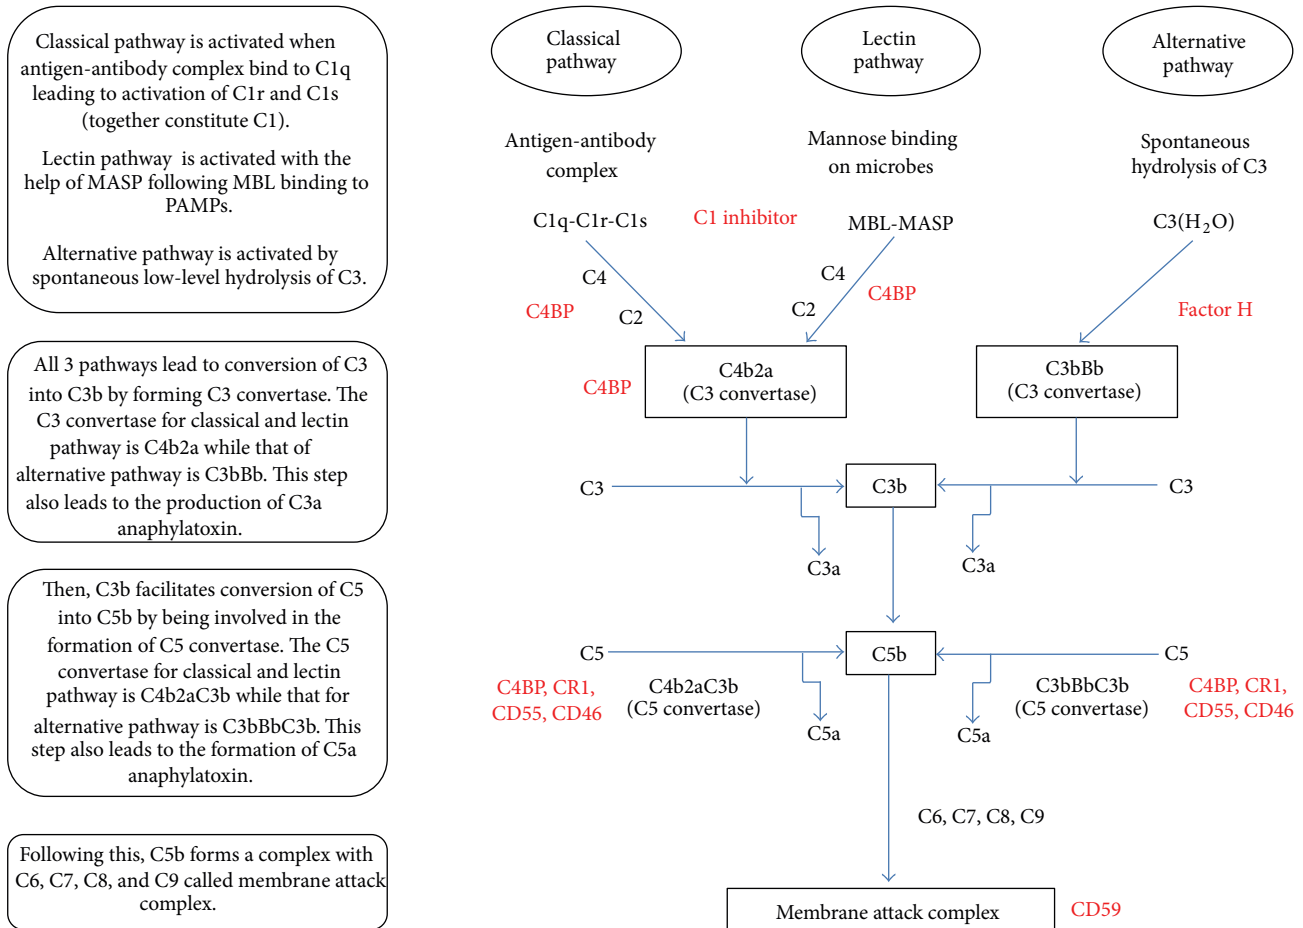 Classical pathway is activated when
antigen-antibody complex bind to C1q
leading to activation of C1r and C1s
(together constitute C1).
Lectin pathway is activated with the
help of MASP following MBL binding to
PAMPs.
Alternative pathway is activated by
spontaneous low-level hydrolysis of C3.
All 3 pathways lead to conversion of C3
into C3b by forming C3 convertase. The
C3 convertase for classical and lectin
pathway is C4b2a while that of
alternative pathway is C3bBb. This step
also leads to the production of C3a
anaphylatoxin.
Then, C3b facilitates conversion of C5
into C5b by being involved in the
formation of C5 convertase. The C5
convertase for classical and lectin
pathway is C4b2aC3b while that for
alternative pathway is C3bBbC3b. This
step also leads to the formation of C5a
anaphylatoxin.
Following this, C5b forms a complex with
C6, C7, C8, and C9 called membrane attack
complex.
Classical
pathway
Lectin
pathway
Alternative
pathway
Antigen-antibody
complex
Mannose binding
on microbes
Spontaneous
hydrolysis of C3
C1q-C1r-C1s
C1 inhibitor
MBL-MASP
C3(H₂O)
C4
C4
C4BP
C2
C2
C4BP
Factor H
C4BP
C4b2a
(C3 convertase)
C3bBb
(C3 convertase)
C3
C3b
C3
C3a
C3a
C5
C5b
C5
C4BP, CR1,
CD55, CD46
C4b2aC3b
(C5 convertase)
C3bBbC3b
(C5 convertase)
C4BP, CR1,
CD55, CD46
C5a
C5a
C6, C7, C8, C9
Membrane attack complex
CD59